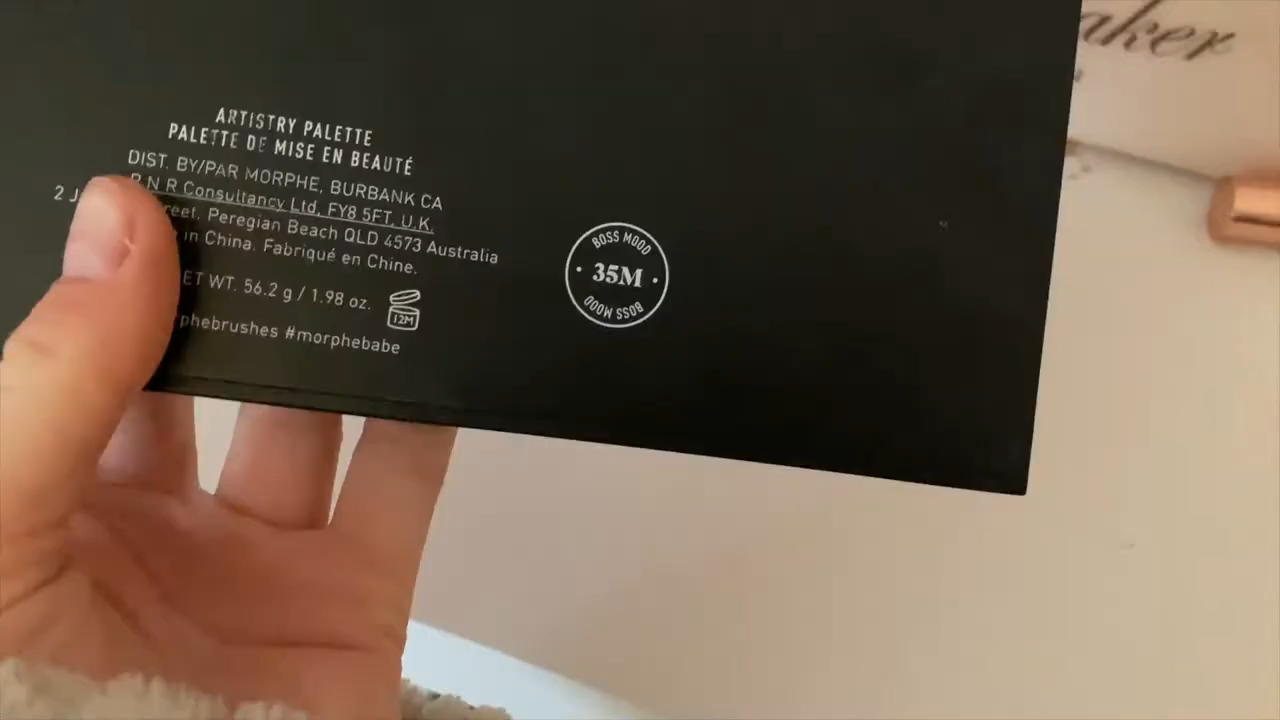 ARTISTRY PALETTE
PALETTE DE MISE EN BEAUTÉ
DIST. BY/PAR MORPHE, BURBANK CA
R N R Consultancy Ltd, FY8 5FT, U.K.
2 J reet, Peregian Beach QLD 4573 Australia
in China. Fabriqué en Chine.
ET WT. 56.2 g / 1.98 oz.
12M
phebrushes #morphebabe
BOSS MOOD
· 35M ·
BOSS MOOD
aker